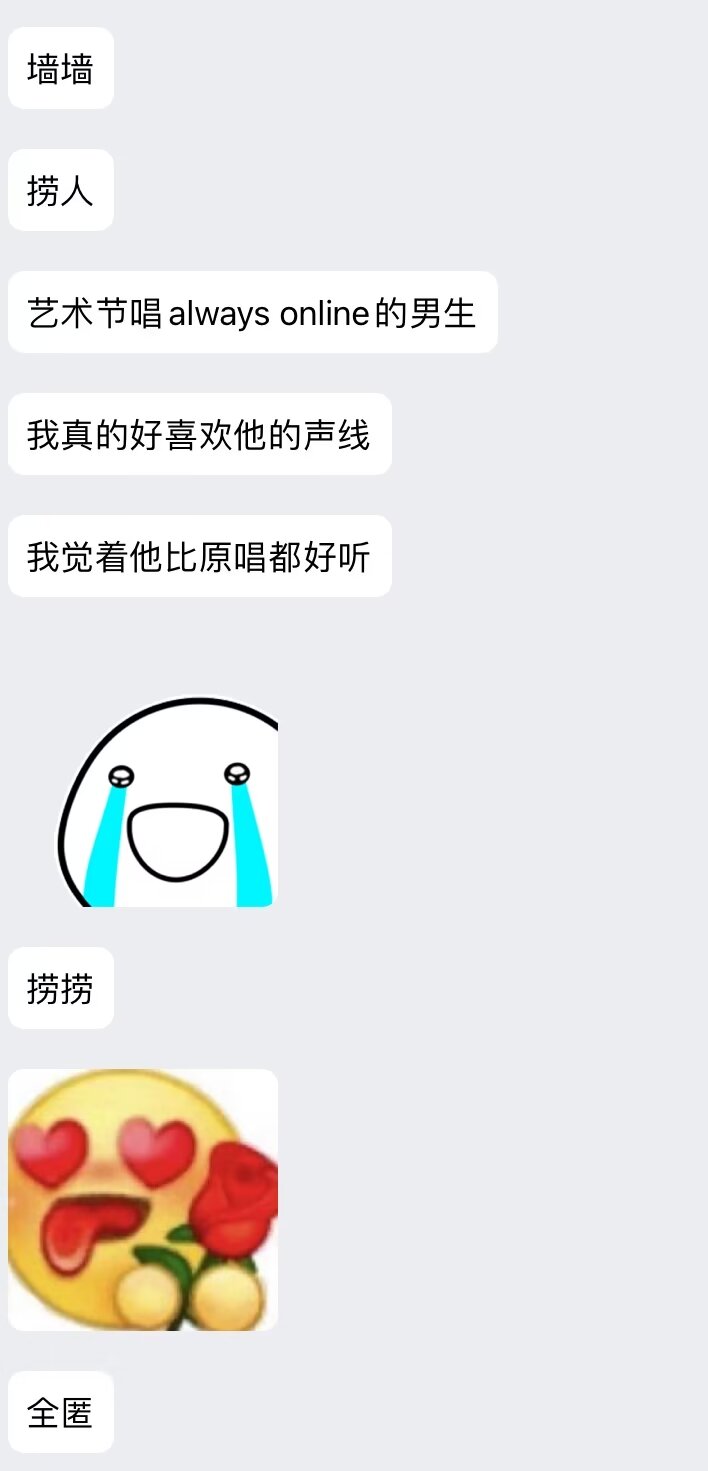 墙墙
捞人
艺术节唱always online的男生
我真的好喜欢他的声线
我觉着他比原唱都好听
捞捞
全匿